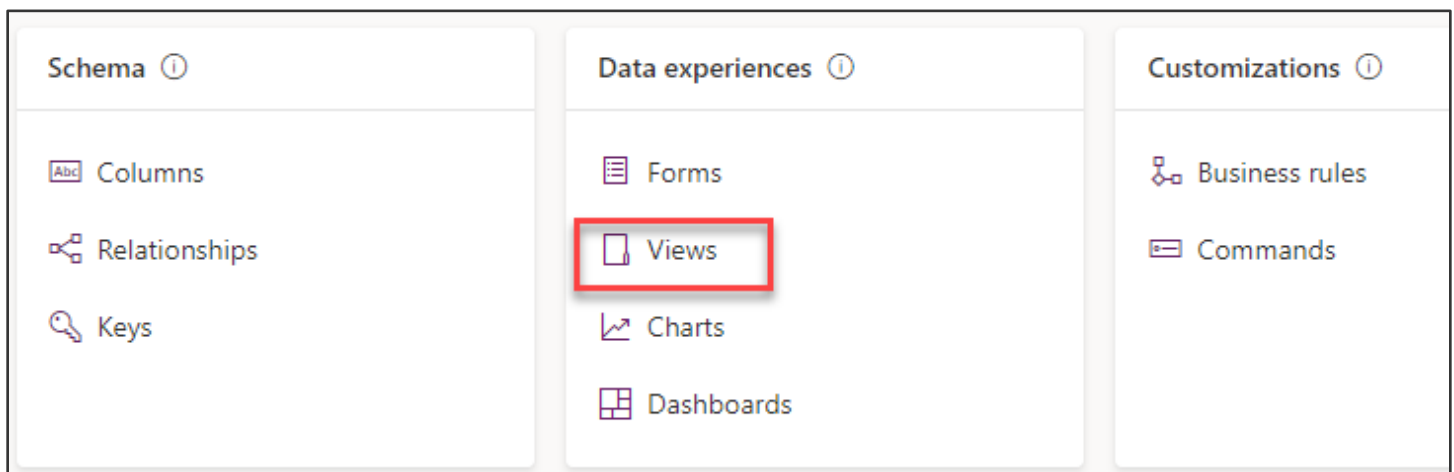 Schema
Columns
Relationships
Keys
Data experiences
Forms
Views
Charts
Dashboards
Customizations
Business rules
Commands